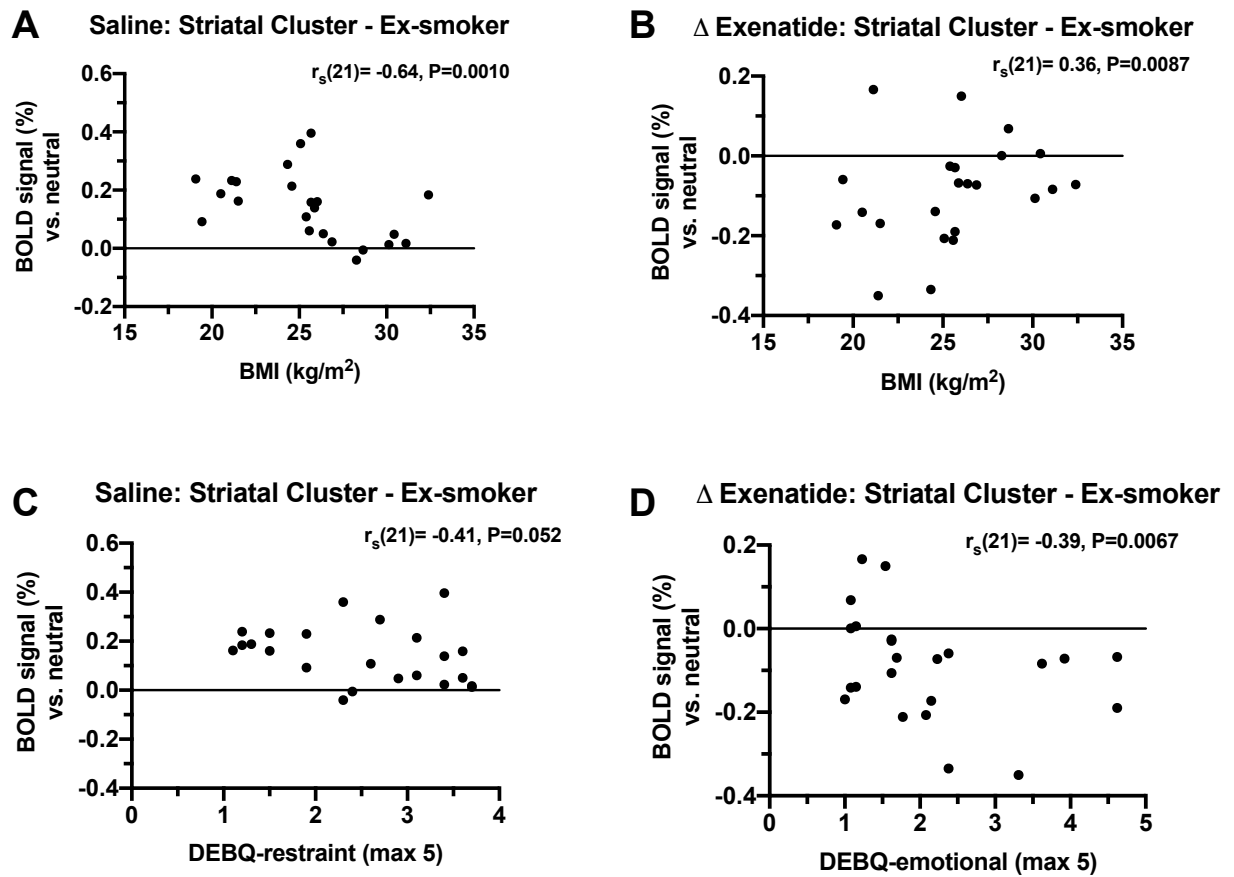 A
Saline: Striatal Cluster - Ex-smoker
rs(21)= -0.64, P=0.0010
BOLD signal (%)
vs. neutral
0.6
0.4
0.2
0.0
-0.2
15 20 25 30 35
BMI (kg/m²)
B
Δ Exenatide: Striatal Cluster - Ex-smoker
rs(21)= 0.36, P=0.0087
BOLD signal (%)
vs. neutral
0.2
0.0
-0.2
-0.4
15 20 25 30 35
BMI (kg/m²)
C
Saline: Striatal Cluster - Ex-smoker
rs(21)= -0.41, P=0.052
BOLD signal (%)
vs. neutral
0.6
0.4
0.2
0.0
-0.2
-0.4
0 1 2 3 4
DEBQ-restraint (max 5)
D
Δ Exenatide: Striatal Cluster - Ex-smoker
rs(21)= -0.39, P=0.0067
BOLD signal (%)
vs. neutral
0.2
0.0
-0.2
-0.4
0 1 2 3 4 5
DEBQ-emotional (max 5)